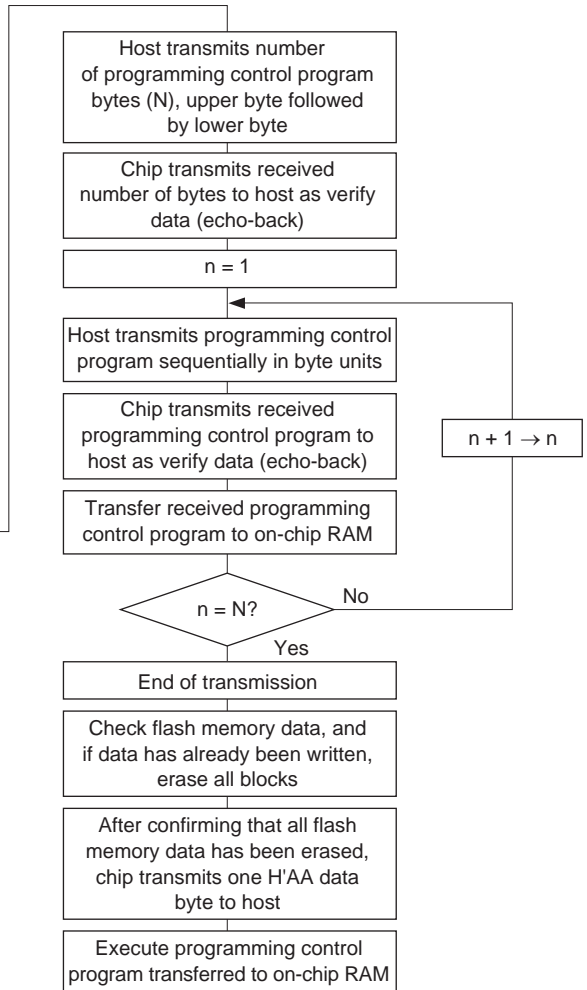 Host transmits number
of programming control program
bytes (N), upper byte followed
by lower byte
Chip transmits received
number of bytes to host as verify
data (echo-back)
n = 1
Host transmits programming control
program sequentially in byte units
Chip transmits received
programming control program to
host as verify data (echo-back)
n + 1 → n
Transfer received programming
control program to on-chip RAM
n = N?
No
Yes
End of transmission
Check flash memory data, and
if data has already been written,
erase all blocks
After confirming that all flash
memory data has been erased,
chip transmits one H'AA data
byte to host
Execute programming control
program transferred to on-chip RAM